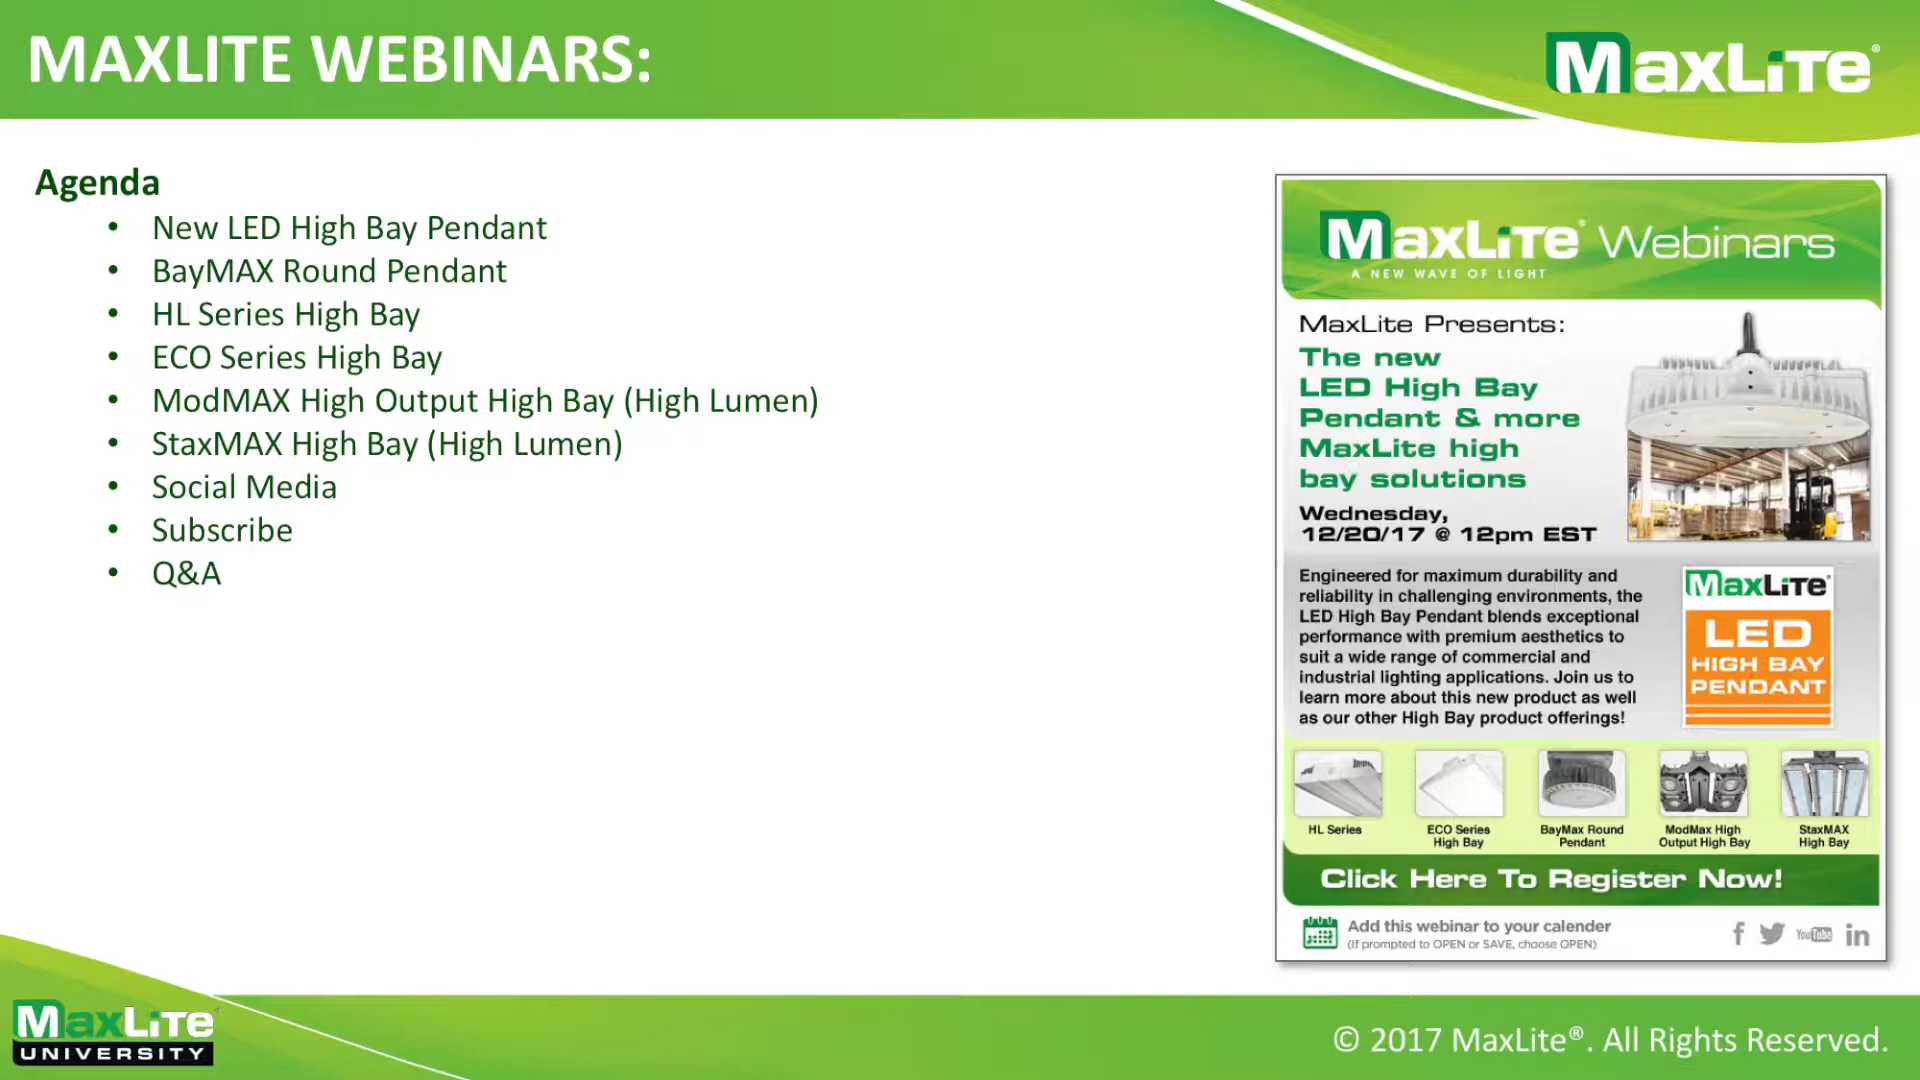 MAXLITE WEBINARS:
MaxLiTe®
Agenda
• New LED High Bay Pendant
• BayMAX Round Pendant
• HL Series High Bay
• ECO Series High Bay
• ModMAX High Output High Bay (High Lumen)
• StaxMAX High Bay (High Lumen)
• Social Media
• Subscribe
• Q&A
MaxLiTe® Webinars
A NEW WAVE OF LIGHT
MaxLite Presents:
The new
LED High Bay
Pendant & more
MaxLite high
bay solutions
Wednesday,
12/20/17 @ 12pm EST
Engineered for maximum durability and
reliability in challenging environments, the
LED High Bay Pendant blends exceptional
performance with premium aesthetics to
suit a wide range of commercial and
industrial lighting applications. Join us to
learn more about this new product as well
as our other High Bay product offerings!
MaxLiTe®
LED
HIGH BAY
PENDANT
HL Series
ECO Series
High Bay
BayMax Round
Pendant
ModMax High
Output High Bay
StaxMAX
High Bay
Click Here To Register Now!
Add this webinar to your calender
(If prompted to OPEN or SAVE, choose OPEN)
f YouTube in
MaxLiTe
UNIVERSITY
© 2017 MaxLite®. All Rights Reserved.